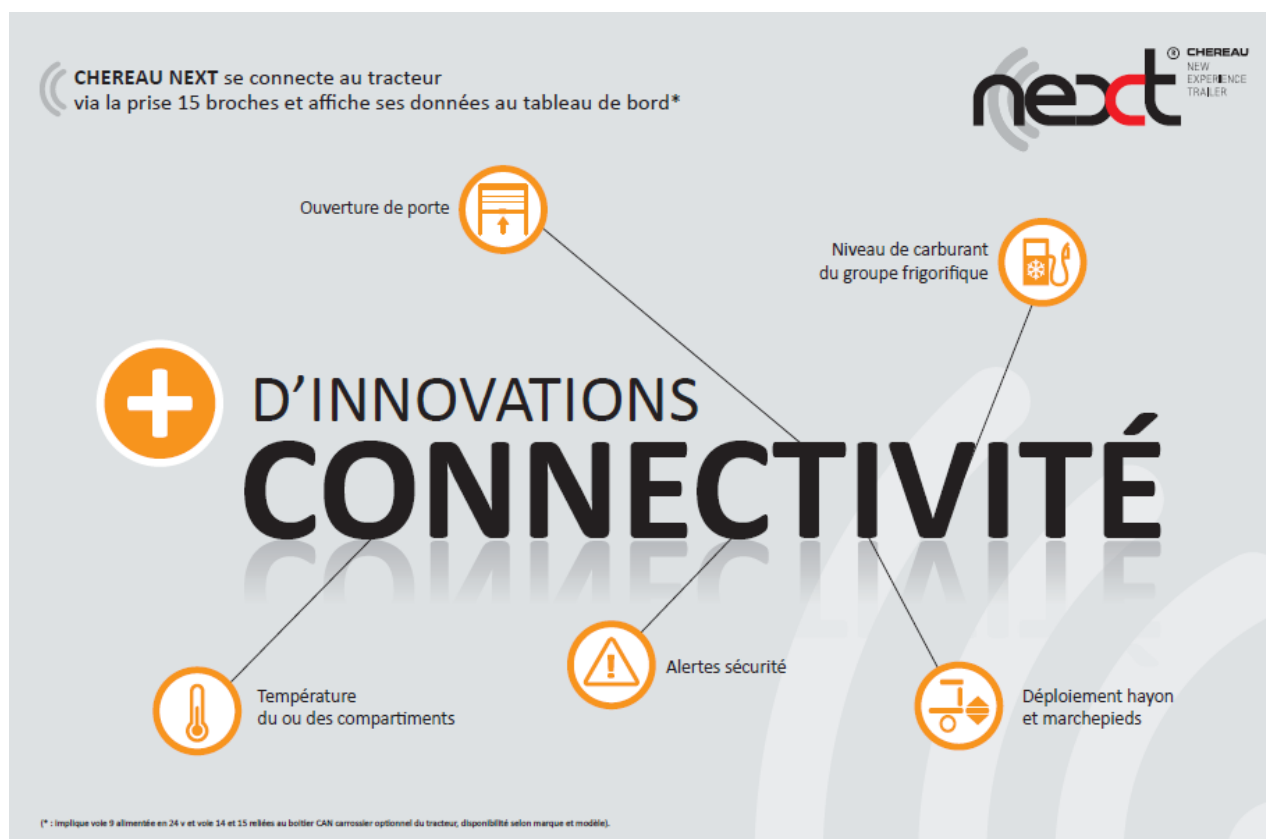 CHEREAU NEXT se connecte au tracteur
via la prise 15 broches et affiche ses données au tableau de bord*
next
® CHEREAU
NEW
EXPERIENCE
TRAILER
Ouverture de porte
Niveau de carburant
du groupe frigorifique
+ D'INNOVATIONS
CONNECTIVITÉ
Température
du ou des compartiments
Alertes sécurité
Déploiement hayon
et marchepieds
(* : implique voie 9 alimentée en 24 v et voie 14 et 15 reliées au boîtier CAN carrossier optionnel du tracteur, disponibilité selon marque et modèle).